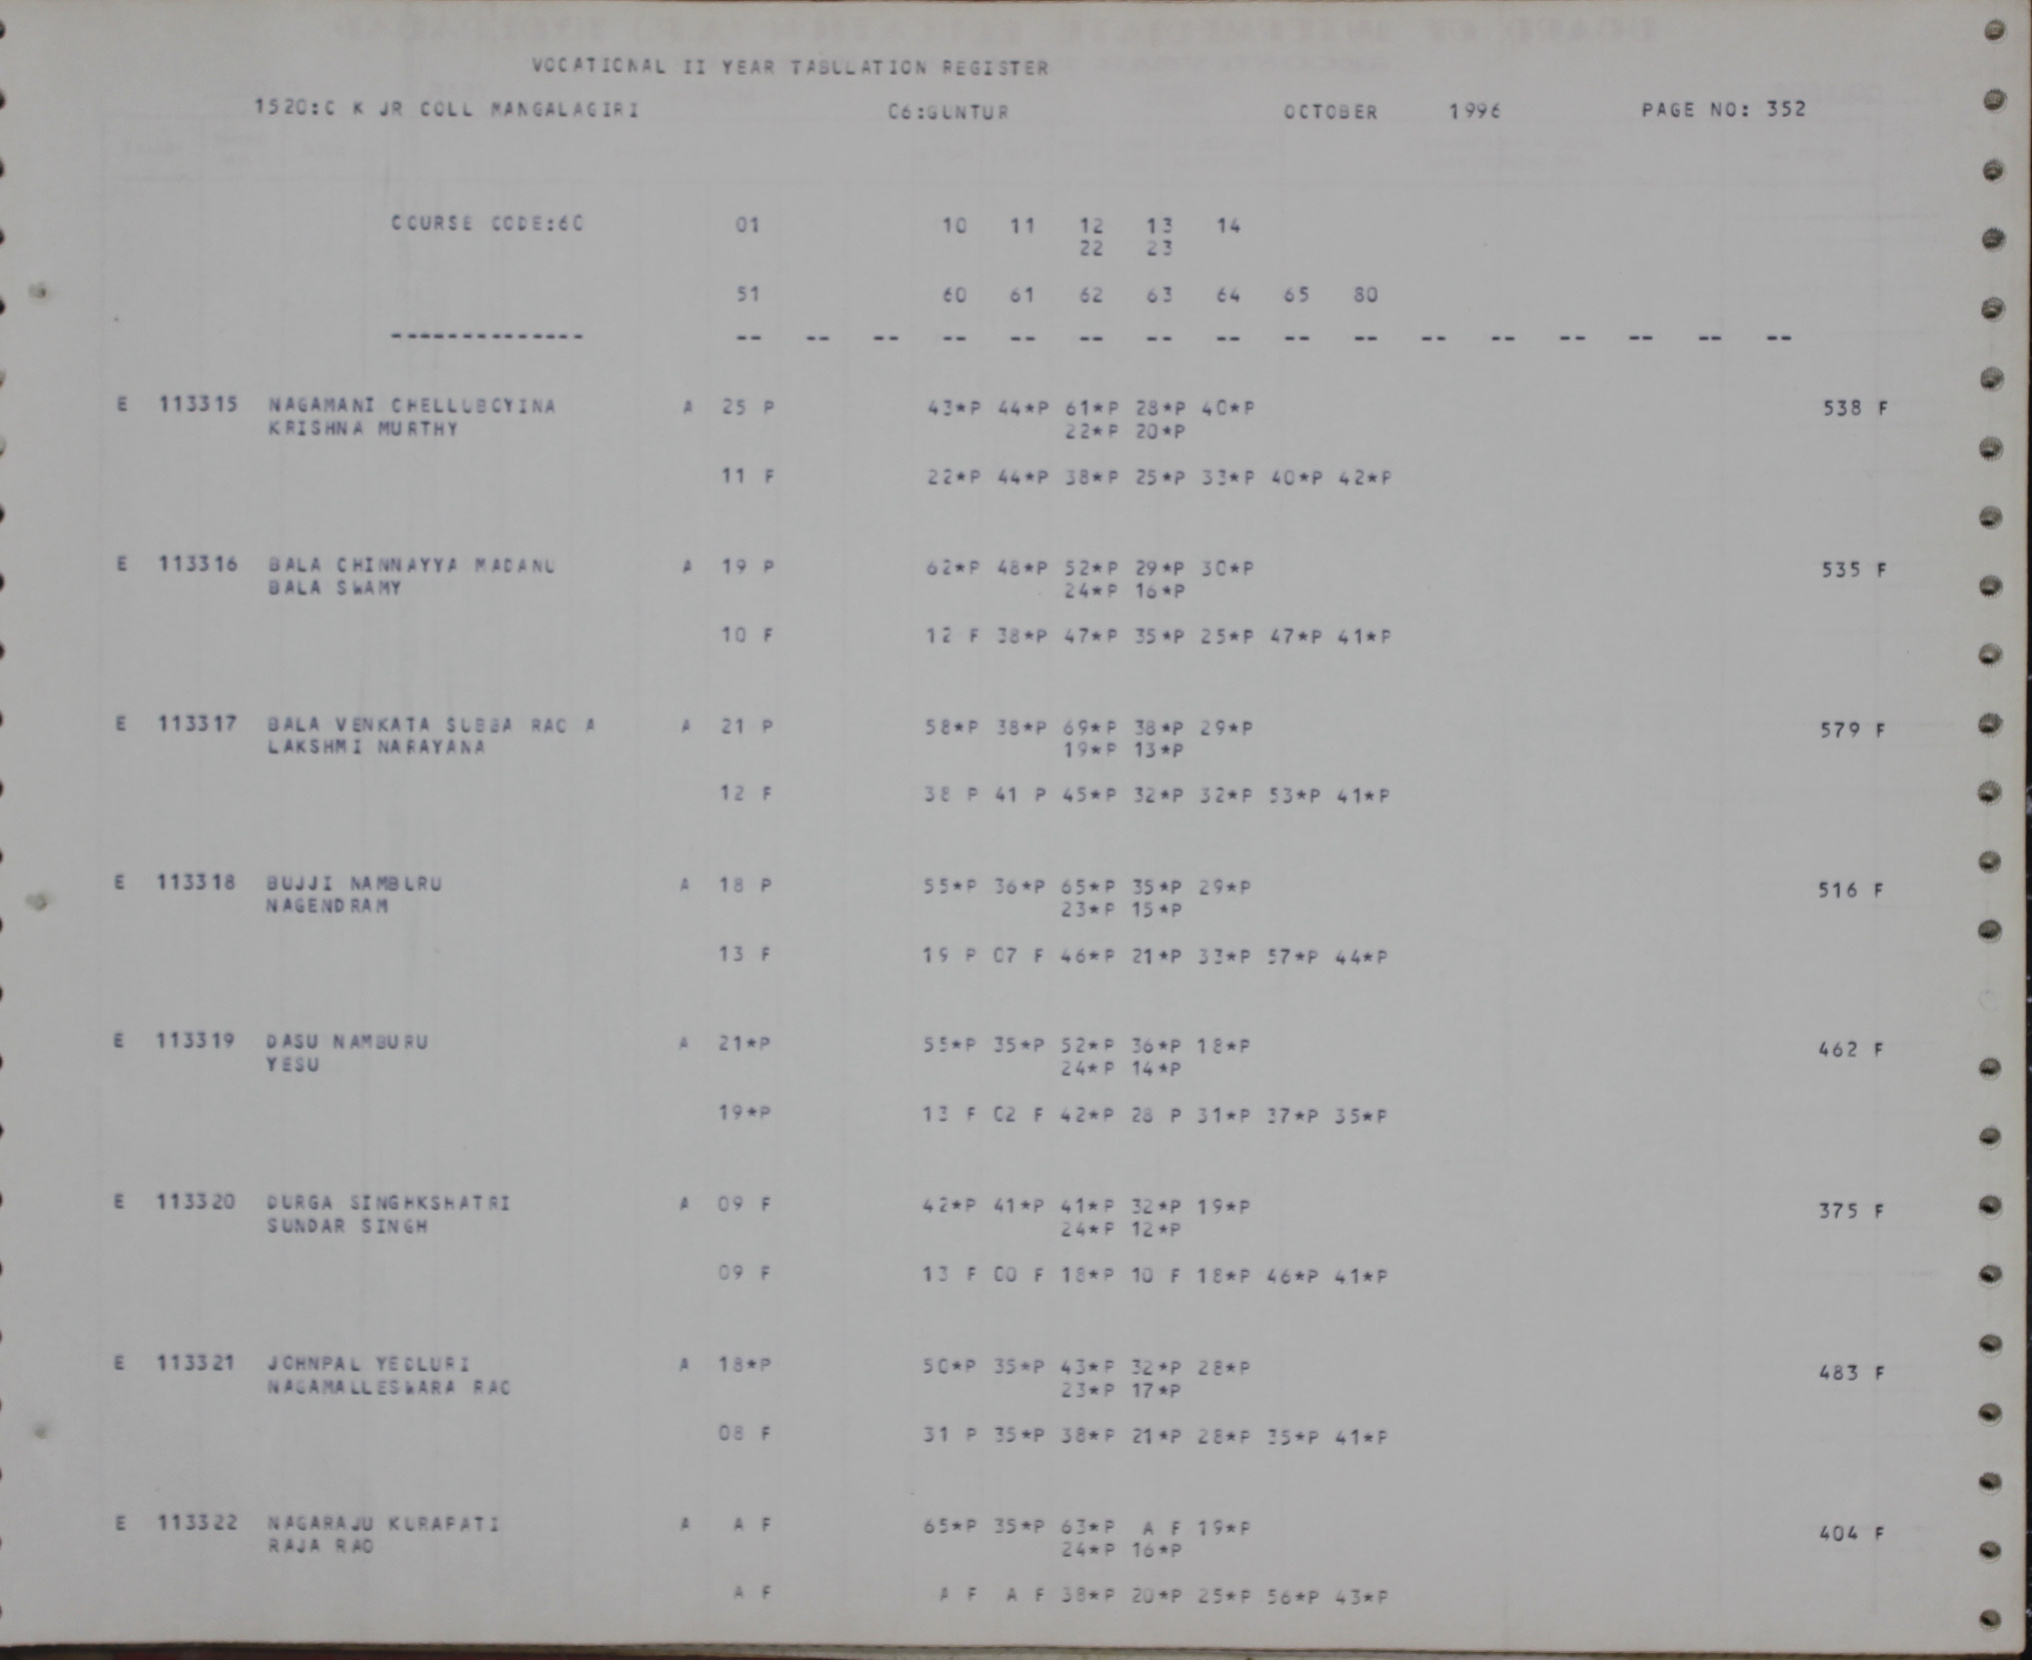 VOCATIONAL II YEAR TABULATION REGISTER
1520:C K JR COLL MANGALAGIRI C6:GUNTUR OCTOBER 1996 PAGE NO: 352
COURSE CODE:60 01 10 11 12 13 14
22 23
51 60 61 62 63 64 65 80
-------------- -- -- -- -- -- -- -- -- -- -- -- -- -- -- -- --
E 113315 NAGAMANI CHELLUBOYINA A 25 P 43*P 44*P 61*P 28*P 40*P 538 F
KRISHNA MURTHY 22*P 20*P
11 F 22*P 44*P 38*P 25*P 33*P 40*P 42*P
E 113316 BALA CHINNAYYA MADANU A 19 P 62*P 48*P 52*P 29*P 30*P 535 F
BALA SWAMY 24*P 16*P
10 F 12 F 38*P 47*P 35*P 25*P 47*P 41*P
E 113317 BALA VENKATA SUBBA RAO A A 21 P 58*P 38*P 69*P 38*P 29*P 579 F
LAKSHMI NARAYANA 19*P 13*P
12 F 38 P 41 P 45*P 32*P 32*P 53*P 41*P
E 113318 BUJJI NAMBURU A 18 P 55*P 36*P 65*P 35*P 29*P 516 F
NAGENDRAM 23*P 15*P
13 F 19 P 07 F 46*P 21*P 33*P 57*P 44*P
E 113319 DASU NAMBURU A 21*P 55*P 35*P 52*P 36*P 18*P 462 F
YESU 24*P 14*P
19*P 13 F 02 F 42*P 28 P 31*P 37*P 35*P
E 113320 DURGA SINGHKSHATRI A 09 F 42*P 41*P 41*P 32*P 19*P 375 F
SUNDAR SINGH 24*P 12*P
09 F 13 F 00 F 18*P 10 F 18*P 46*P 41*P
E 113321 JOHNPAL YEDLURI A 18*P 50*P 35*P 43*P 32*P 28*P 483 F
NAGAMALLESWARA RAO 23*P 17*P
08 F 31 P 35*P 38*P 21*P 28*P 35*P 41*P
E 113322 NAGARAJU KURAPATI A A F 65*P 35*P 63*P A F 19*P 404 F
RAJA RAO 24*P 16*P
A F A F A F 38*P 20*P 25*P 56*P 43*P